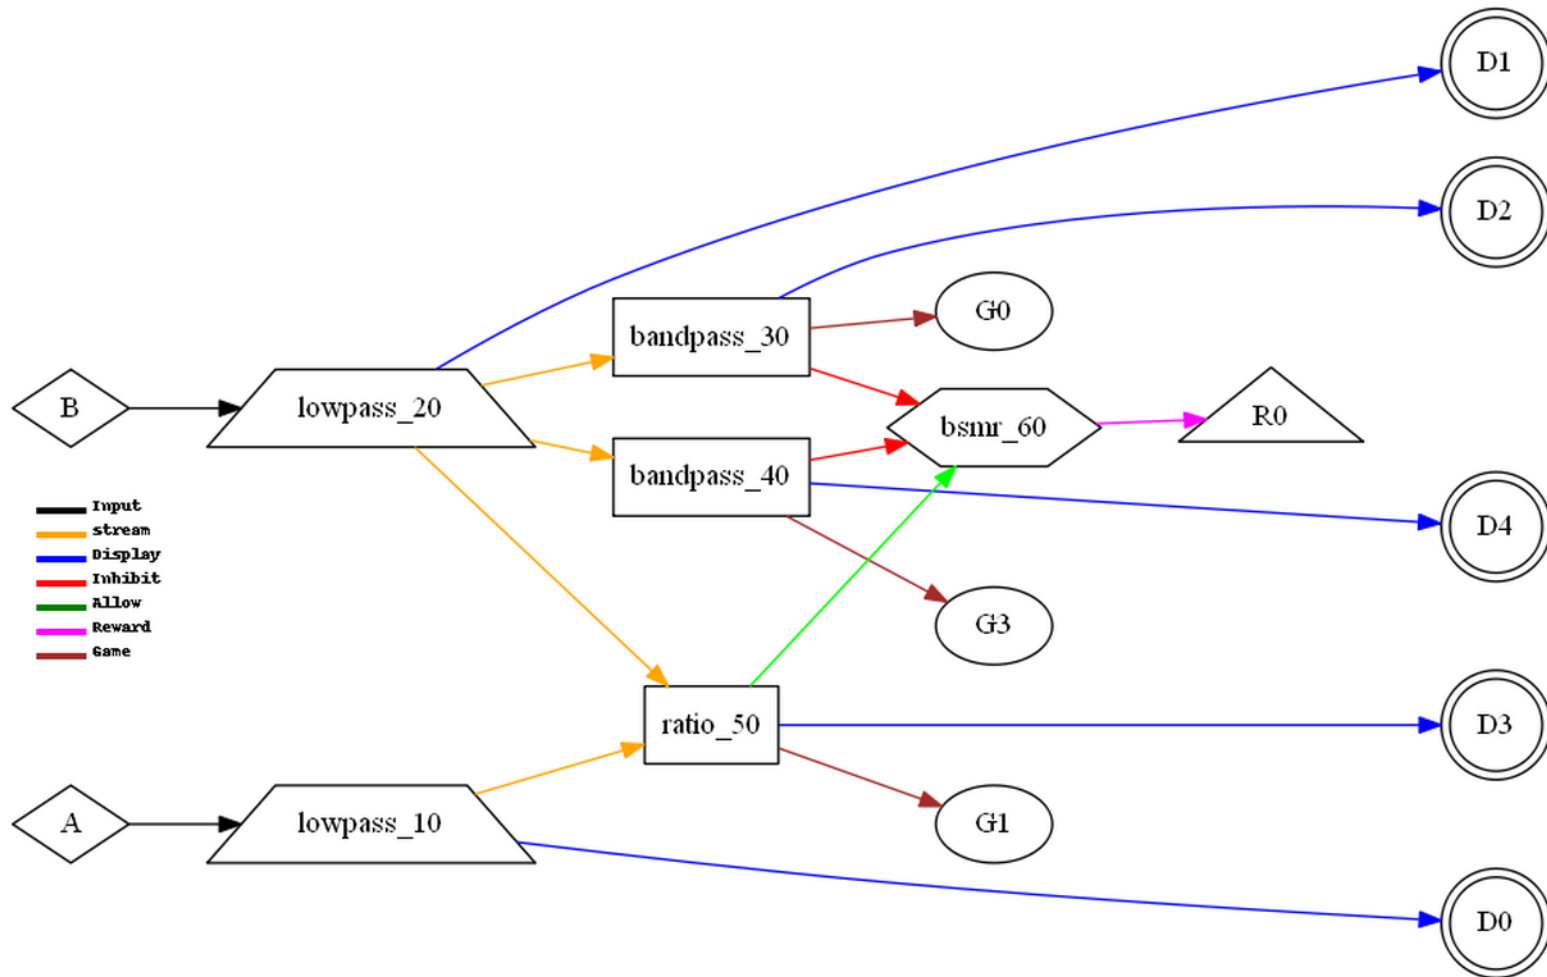 D1
D2
G0
bandpass_30
B
lowpass_20
bsmr_60
R0
bandpass_40
D4
Input
stream
Display
Inhibit
Allow
Reward
Game
G3
ratio_50
D3
A
lowpass_10
G1
D0